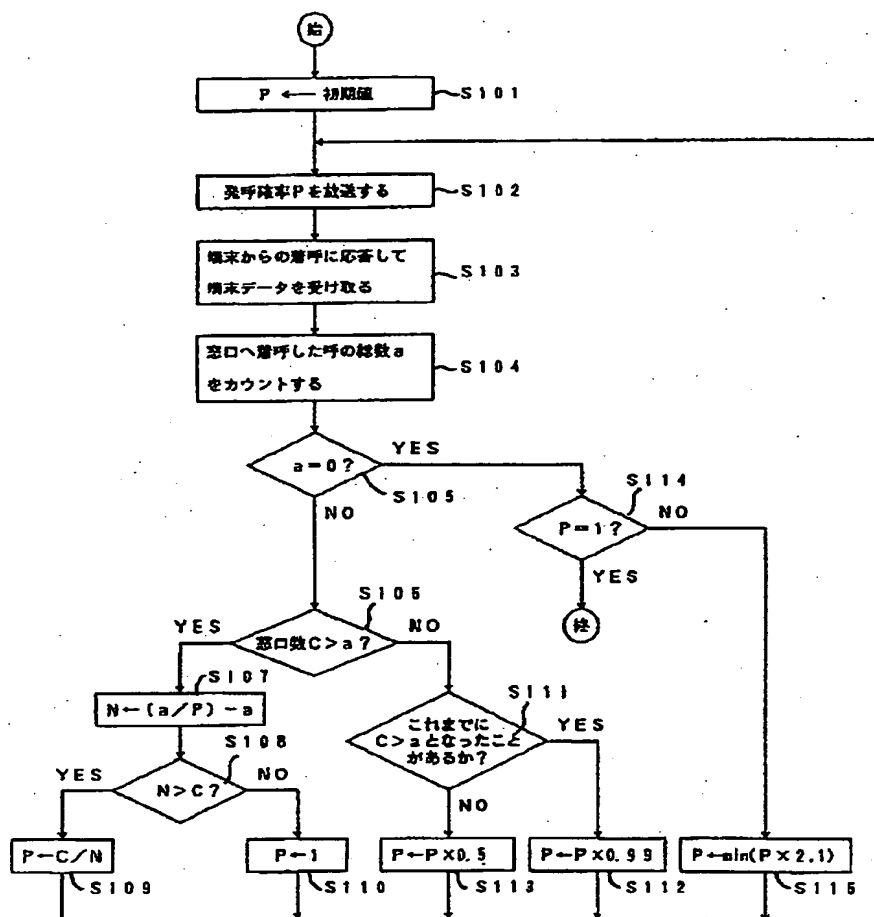 始
P ← 初期値
S101
発呼確率Pを放送する
S102
端末からの着呼に応答して
端末データを受け取る
S103
窓口へ着呼した呼の総数a
をカウントする
S104
a=0?
YES
S105
NO
P=1?
S114
NO
YES
終
窓口数C>a?
S105
YES
NO
S107
N←(a/P)-a
S108
N>C?
YES
NO
S111
これまでに
C>aとなったこと
があるか?
YES
NO
P←C/N
S109
P←1
S110
P←P×0.5
S113
P←P×0.99
S112
P←min(P×2.1)
S115